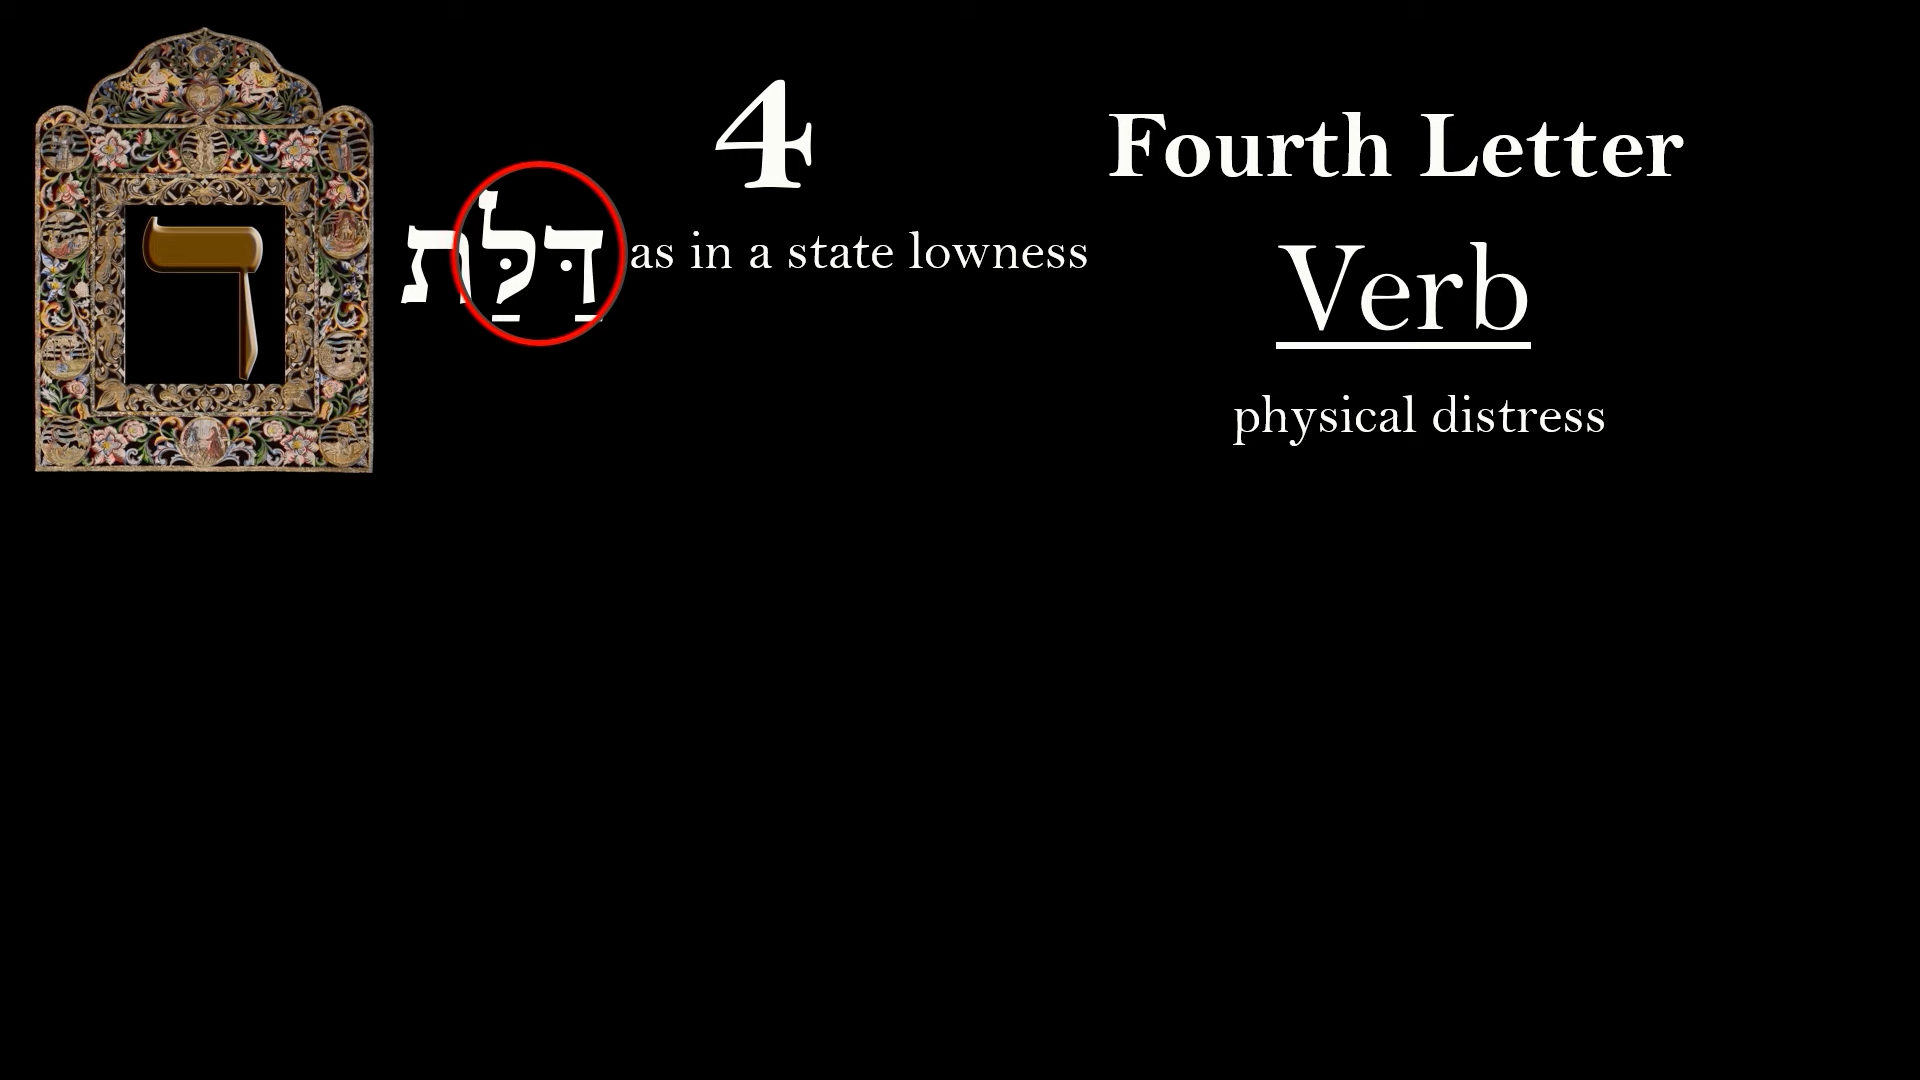 ד
4
דַּלַּת as in a state lowness
Fourth Letter
Verb
physical distress